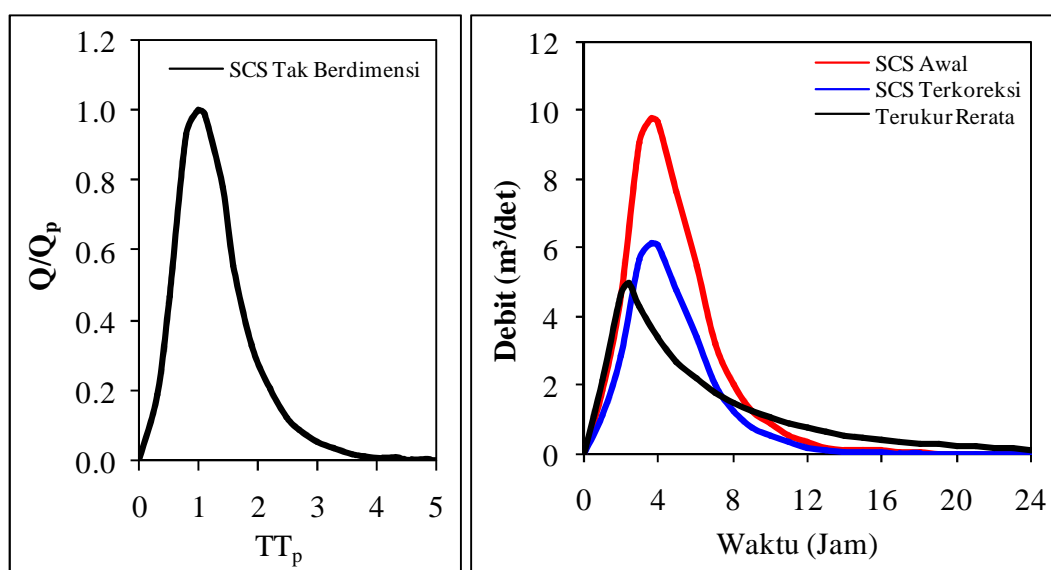 1.2
1.0
0.8
0.6
0.4
0.2
0.0
Q/Qp
SCS Tak Berdimensi
0 1 2 3 4 5
TTp
12
10
8
6
4
2
0
Debit (m³/det)
SCS Awal
SCS Terkoreksi
Terukur Rerata
0 4 8 12 16 20 24
Waktu (Jam)